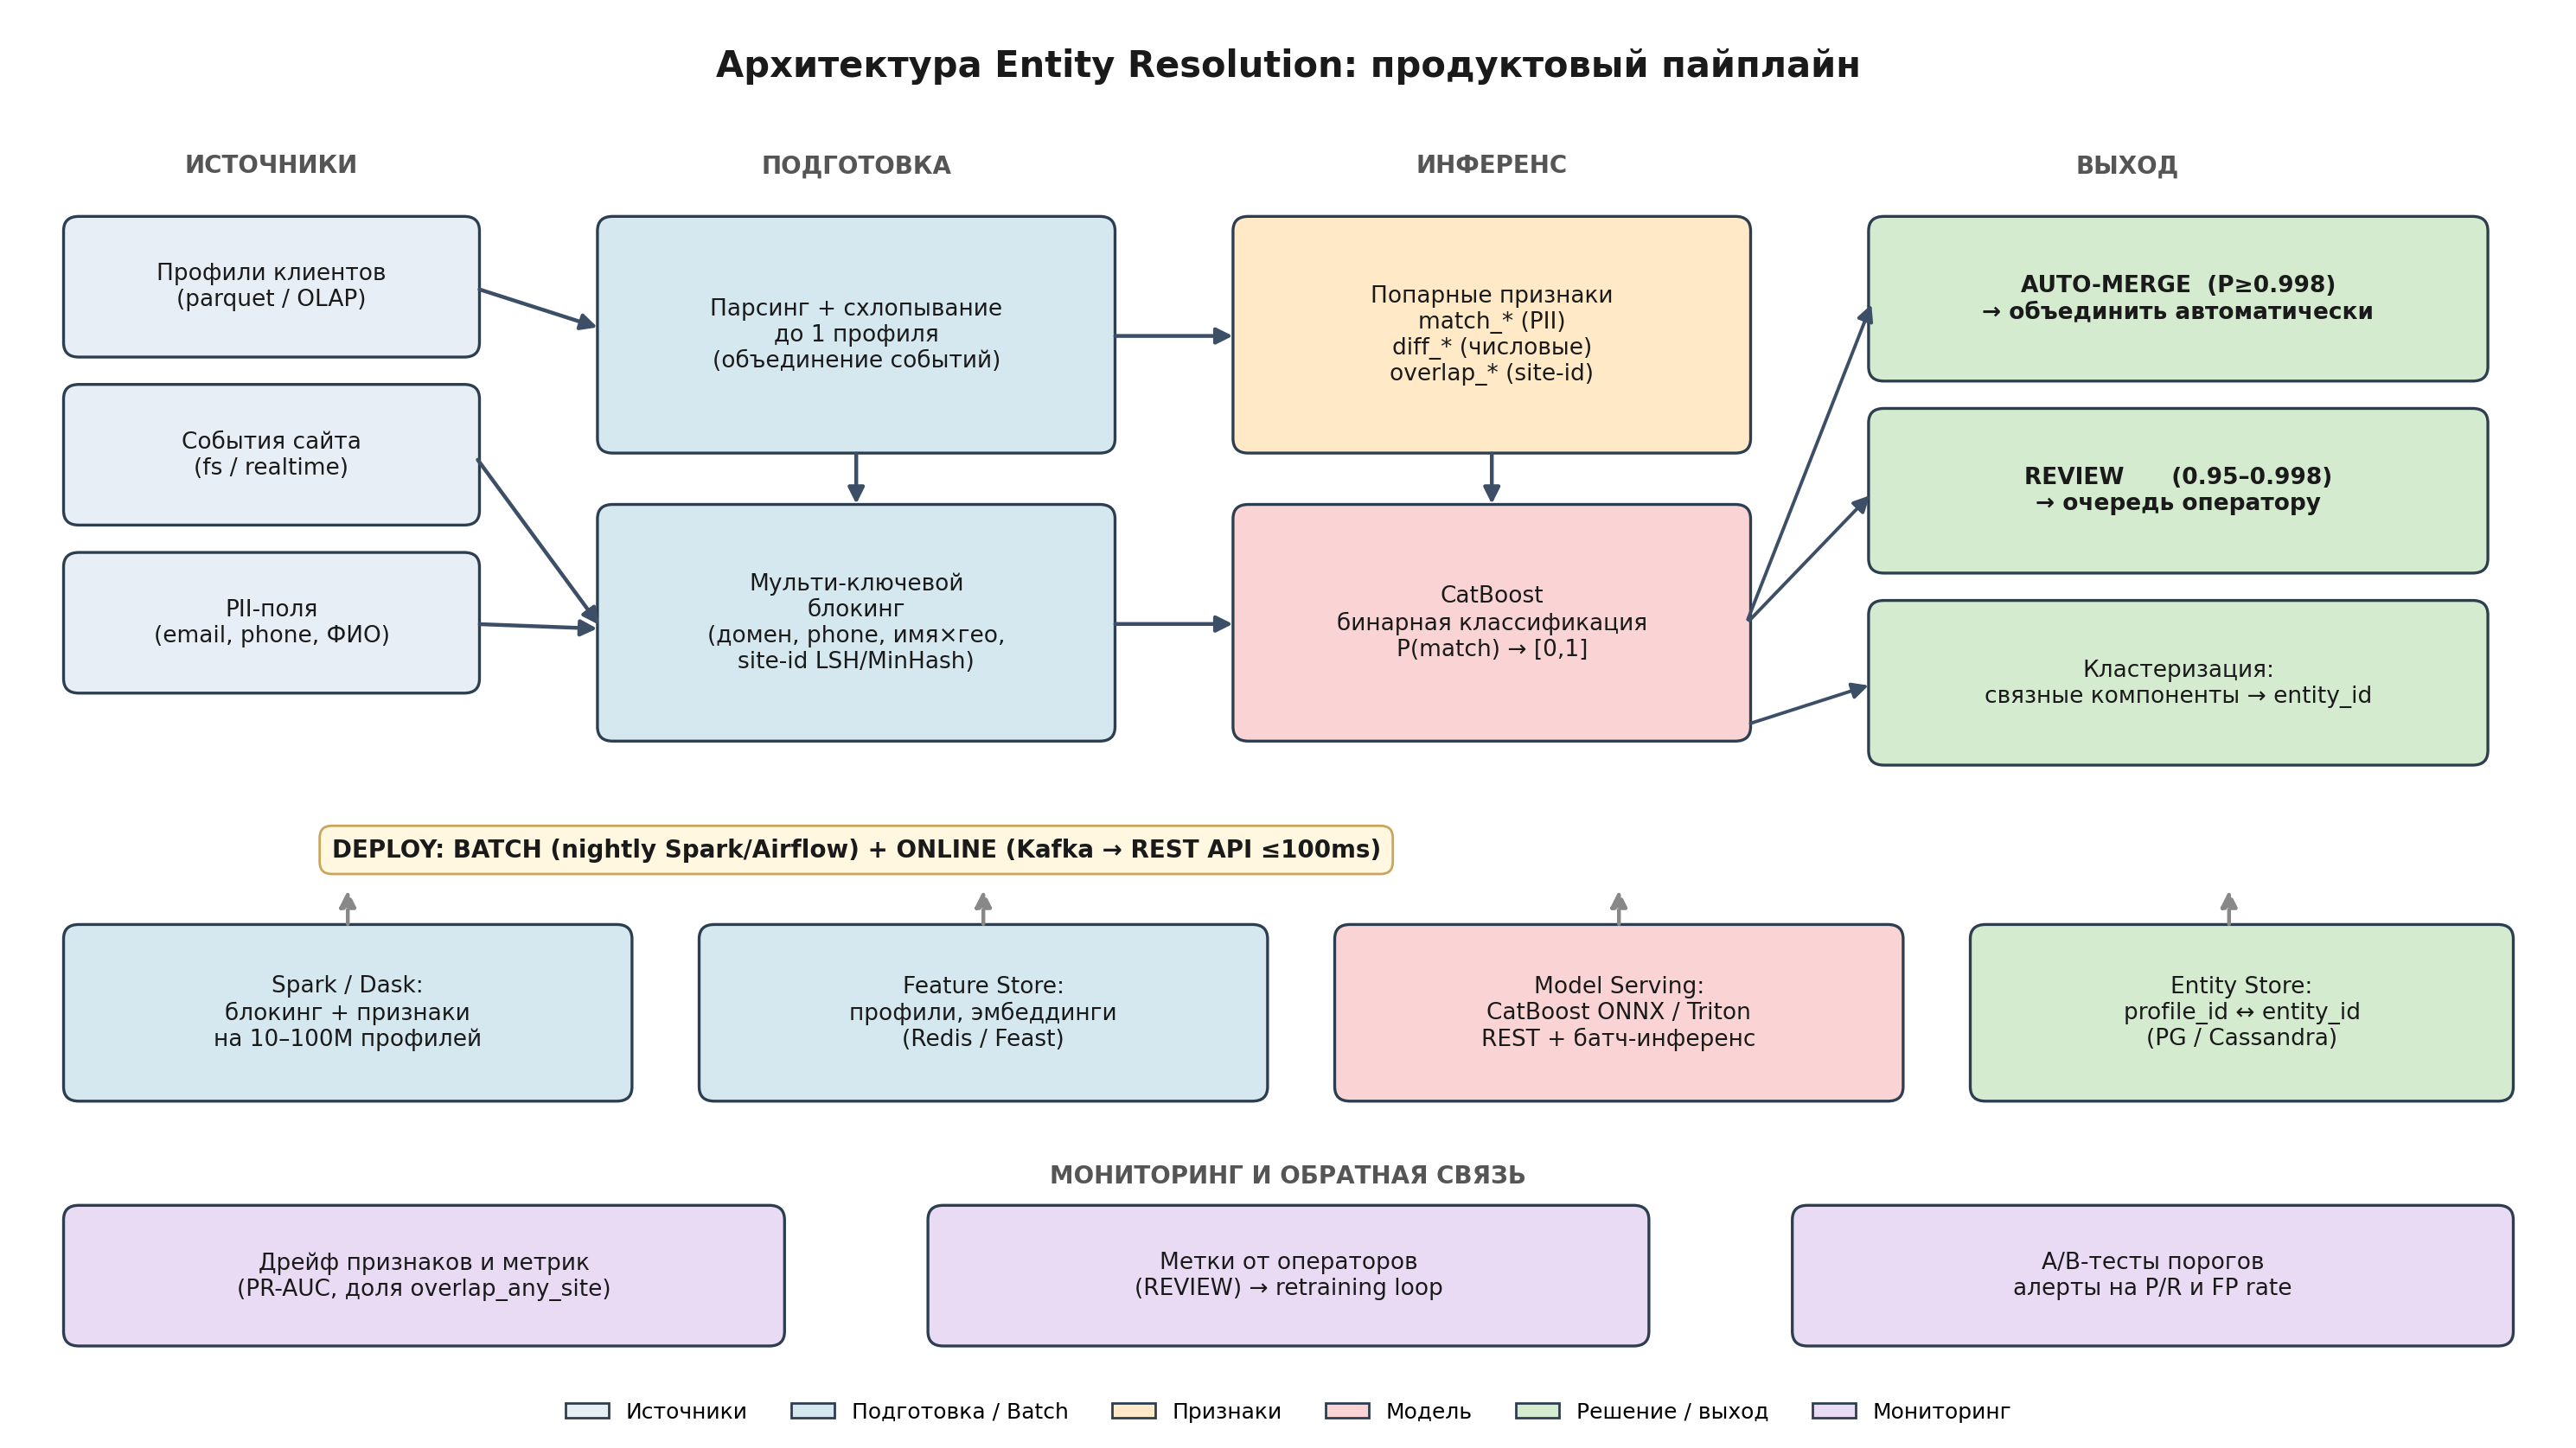 Архитектура Entity Resolution: продуктовый пайплайн
ИСТОЧНИКИ
ПОДГОТОВКА
ИНФЕРЕНС
ВЫХОД
Профили клиентов
(parquet / OLAP)
События сайта
(fs / realtime)
PII-поля
(email, phone, ФИО)
Парсинг + схлопывание
до 1 профиля
(объединение событий)
Мульти-ключевой
блокинг
(домен, phone, имя×гео,
site-id LSH/MinHash)
Попарные признаки
match_* (PII)
diff_* (числовые)
overlap_* (site-id)
CatBoost
бинарная классификация
P(match) → [0,1]
AUTO-MERGE  (P≥0.998)
→ объединить автоматически
REVIEW      (0.95–0.998)
→ очередь оператору
Кластеризация:
связные компоненты → entity_id
DEPLOY: BATCH (nightly Spark/Airflow) + ONLINE (Kafka → REST API ≤100ms)
Spark / Dask:
блокинг + признаки
на 10–100M профилей
Feature Store:
профили, эмбеддинги
(Redis / Feast)
Model Serving:
CatBoost ONNX / Triton
REST + батч-инференс
Entity Store:
profile_id ↔ entity_id
(PG / Cassandra)
МОНИТОРИНГ И ОБРАТНАЯ СВЯЗЬ
Дрейф признаков и метрик
(PR-AUC, доля overlap_any_site)
Метки от операторов
(REVIEW) → retraining loop
A/B-тесты порогов
алерты на P/R и FP rate
Источники
Подготовка / Batch
Признаки
Модель
Решение / выход
Мониторинг